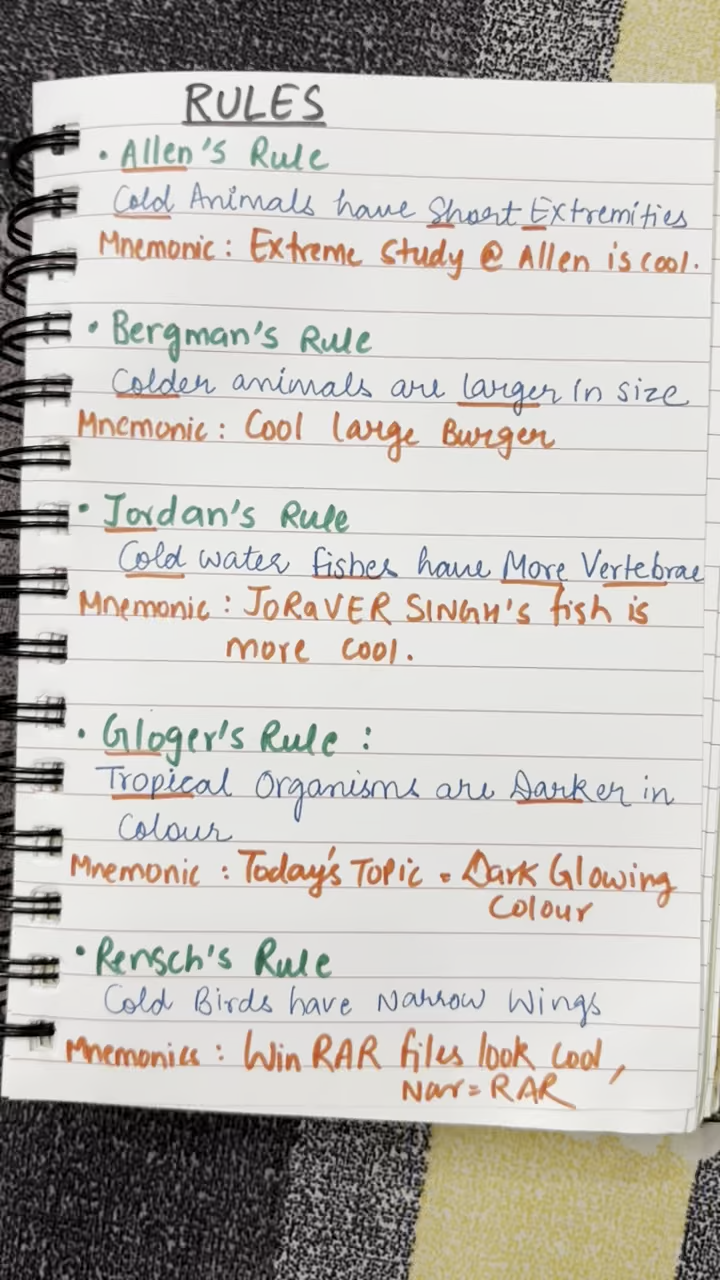 RULES
• Allen's Rule
Cold Animals have Short Extremities
Mnemonic : Extreme Study @ Allen is cool.
• Bergman's Rule
Colder animals are larger in size
Mnemonic : Cool large Burger
• Jordan's Rule
Cold water fishes have More Vertebrae
Mnemonic : JoRaVER SINGH's fish is
more cool.
• Gloger's Rule :
Tropical Organisms are Darker in
Colour
Mnemonic : Today's Topic = Dark Glowing
Colour
• Rensch's Rule
Cold Birds have Narrow Wings
Mnemonics : Win RAR files look cool,
Nar = RAR